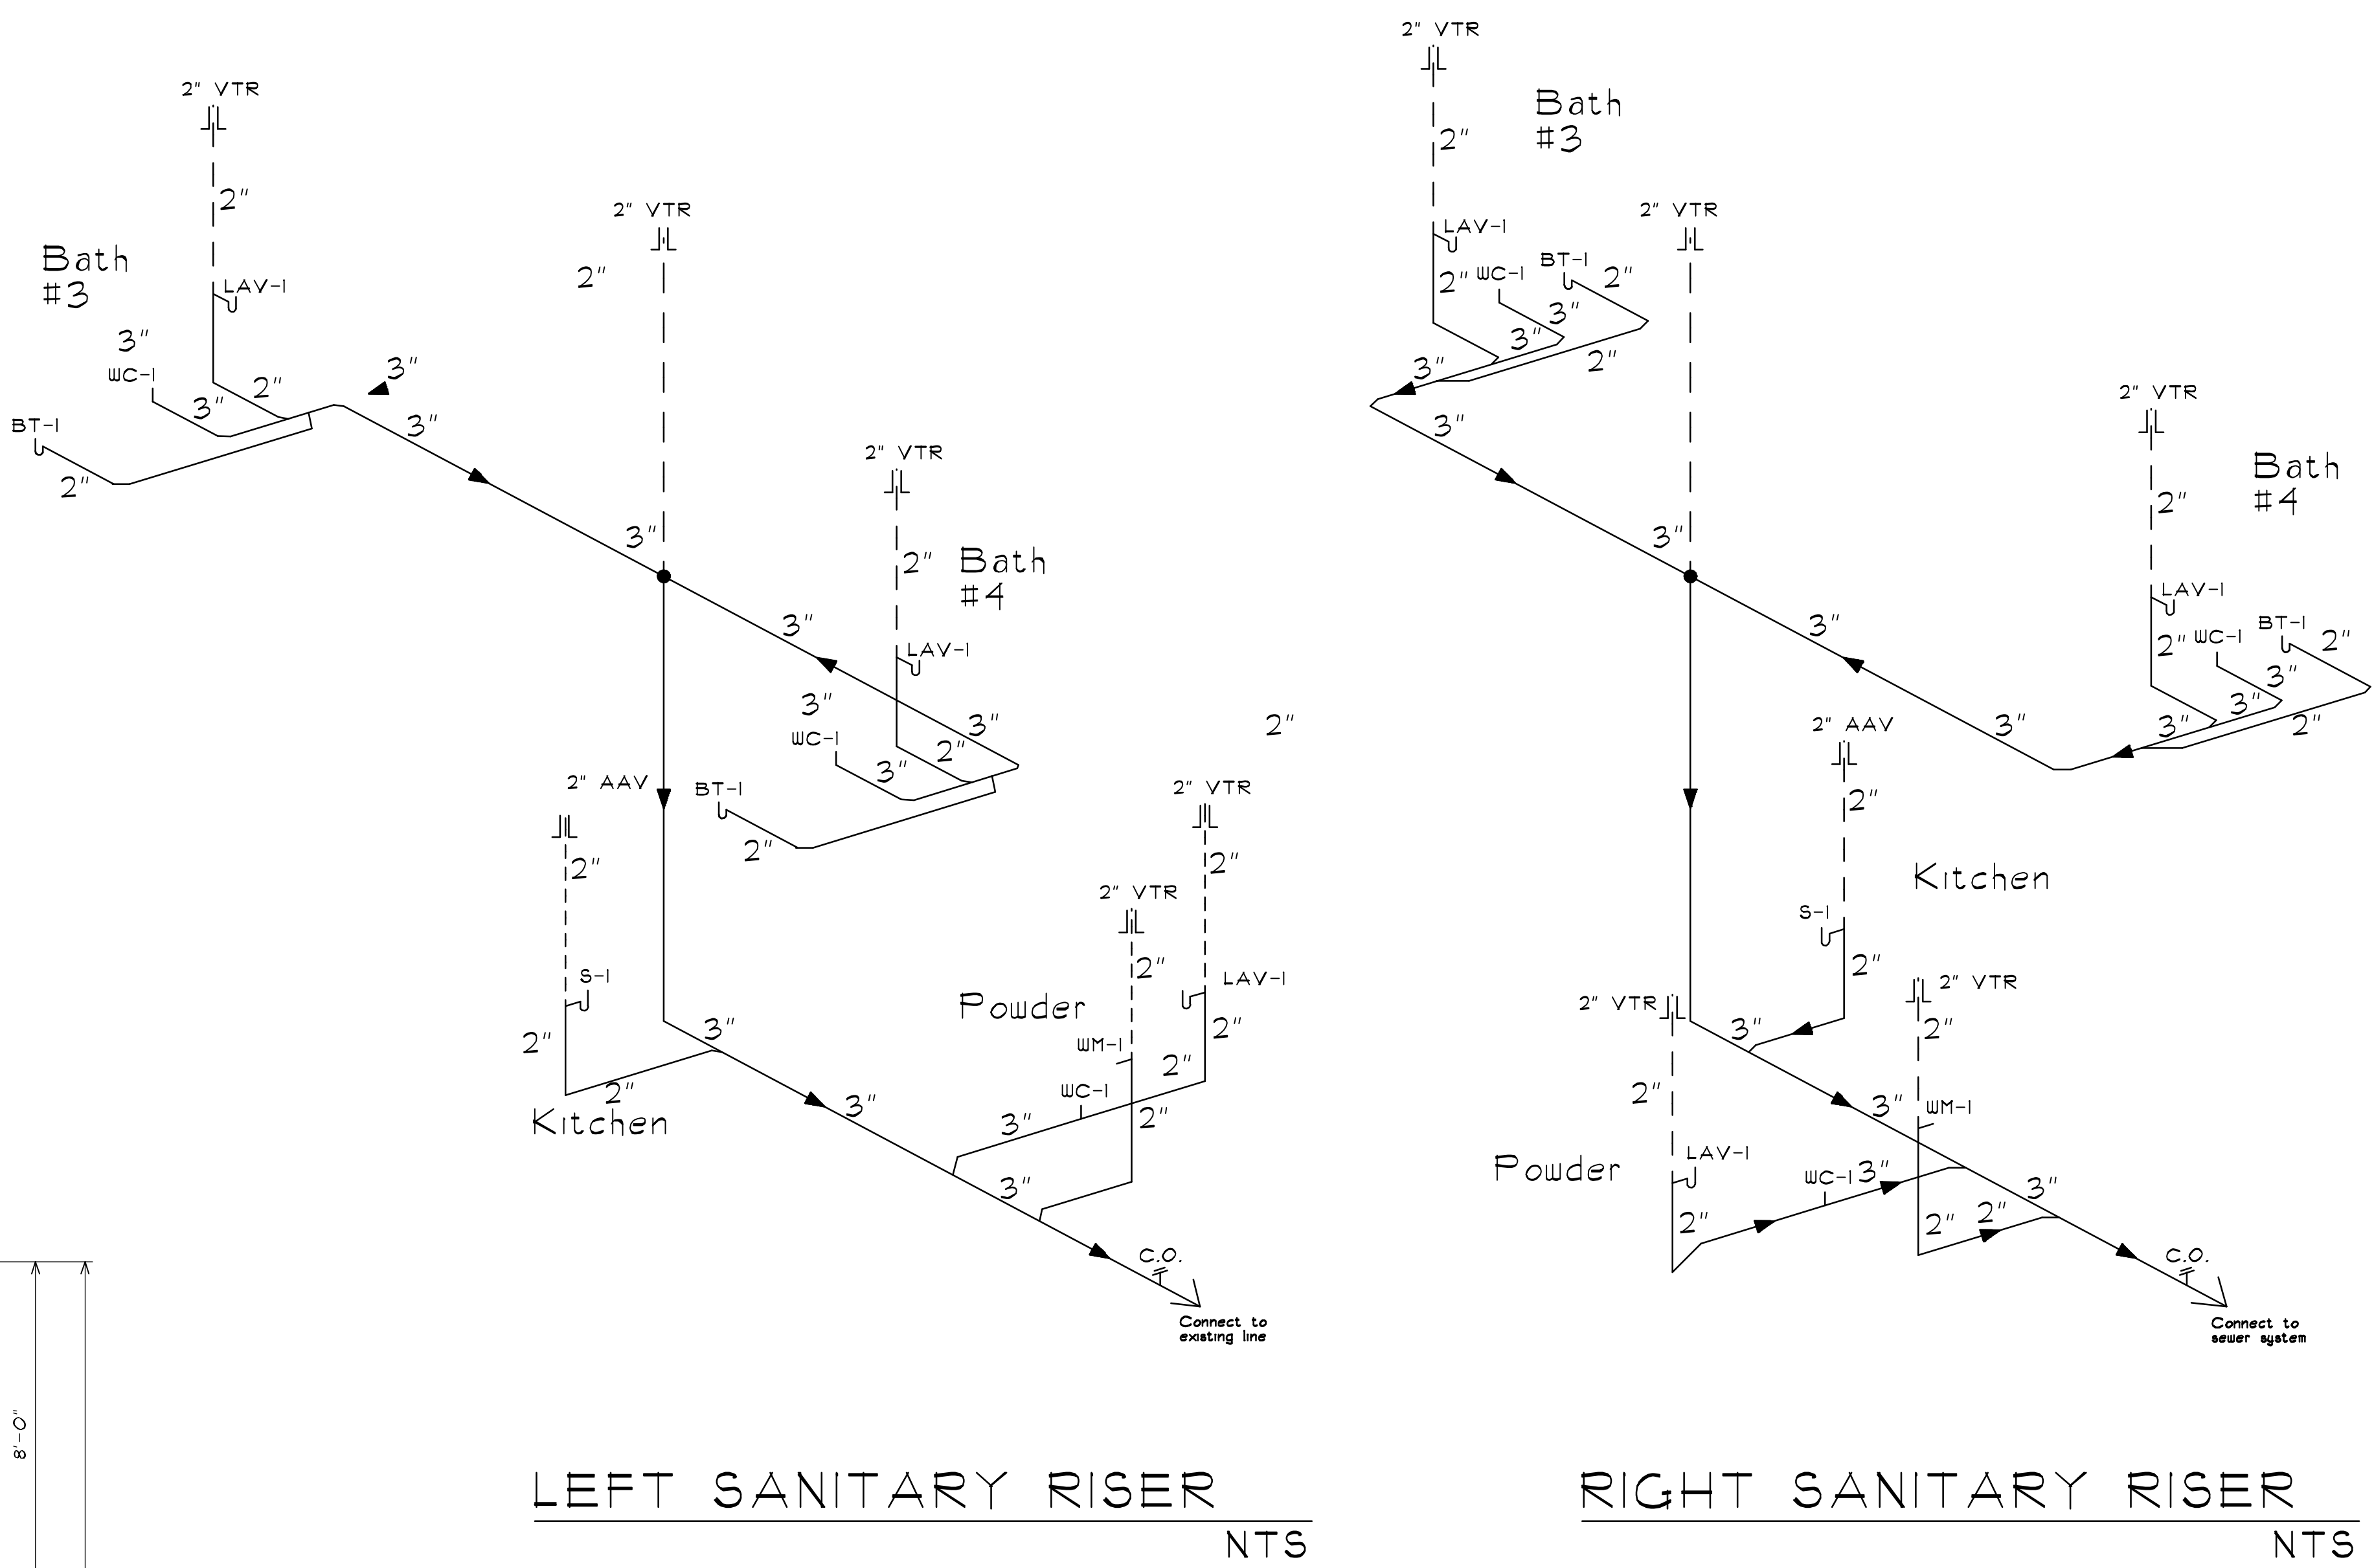 2" VTR
2"
Bath
#3
LAV-1
3"
WC-1
3"
2"
3"
3"
BT-1
2"
2" VTR
2"
3"
2" VTR
2"
Bath
#4
3"
LAV-1
3"
3"
WC-1
2"
3"
BT-1
2"
2"
2" AAV
2"
S-1
2"
2"
Kitchen
3"
3"
2" VTR
2"
LAV-1
2"
2" VTR
2"
Powder
WM-1
2"
WC-1
2"
3"
3"
C.O.
Connect to
existing line
8'-0"
LEFT SANITARY RISER
NTS
2" VTR
Bath
#3
2"
LAV-1
2"
WC-1
BT-1
2"
3"
3"
2"
3"
3"
2" VTR
3"
2" VTR
Bath
#4
2"
LAV-1
2"
WC-1
BT-1
2"
3"
3"
2"
3"
3"
3"
2" AAV
2"
Kitchen
S-1
2"
3"
3"
2" VTR
2"
LAV-1
Powder
2"
WC-1
3"
2" VTR
2"
WM-1
2"
2"
3"
C.O.
Connect to
sewer system
RIGHT SANITARY RISER
NTS